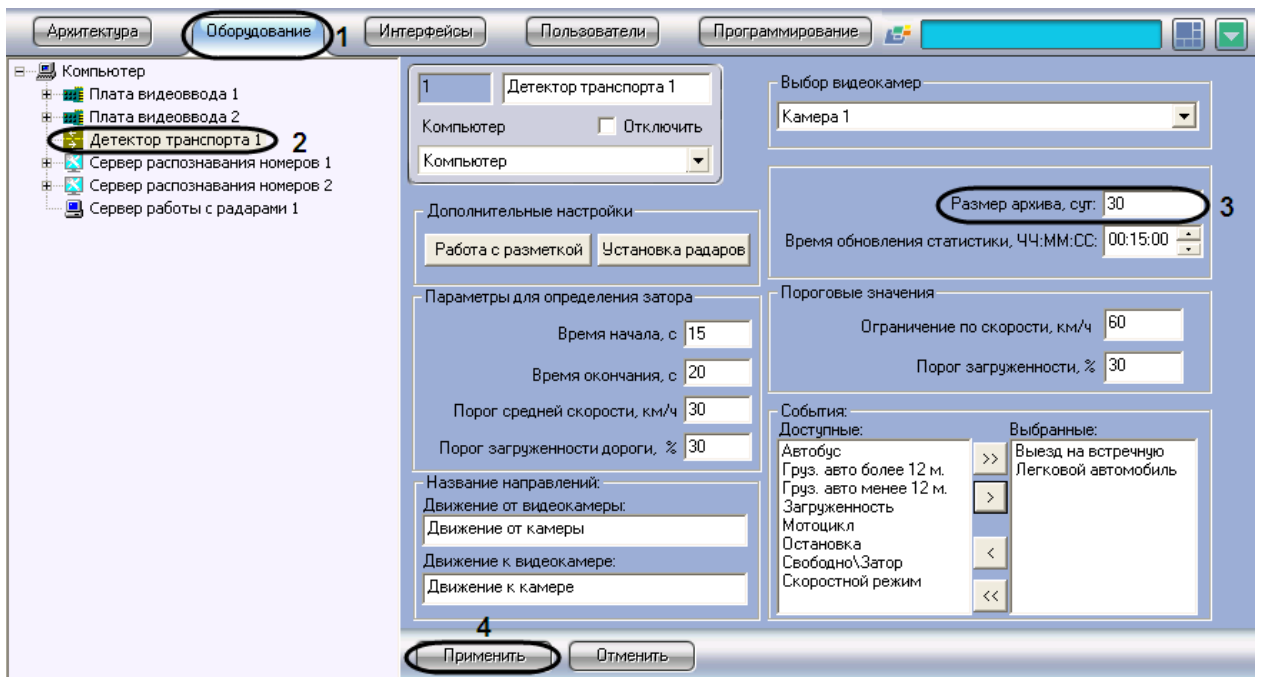 Архитектура
Оборудование
1
Интерфейсы
Пользователи
Программирование
Компьютер
Плата видеоввода 1
Плата видеоввода 2
Детектор транспорта 1
2
Сервер распознавания номеров 1
Сервер распознавания номеров 2
Сервер работы с радарами 1
1
Детектор транспорта 1
Компьютер
Отключить
Компьютер
Дополнительные настройки
Работа с разметкой
Установка радаров
Параметры для определения затора
Время начала, с 15
Время окончания, с 20
Порог средней скорости, км/ч 30
Порог загруженности дороги, % 30
Название направлений:
Движение от видеокамеры:
Движение от камеры
Движение к видеокамере:
Движение к камере
Выбор видеокамер
Камера 1
Размер архива, сут: 30
3
Время обновления статистики, ЧЧ:ММ:СС: 00:15:00
Пороговые значения
Ограничение по скорости, км/ч 60
Порог загруженности, % 30
События:
Доступные:
Автобус
Груз. авто более 12 м.
Груз. авто менее 12 м.
Загруженность
Мотоцикл
Остановка
Свободно\Затор
Скоростной режим
>>
>
<
<<
Выбранные:
Выезд на встречную
Легковой автомобиль
4
Применить
Отменить